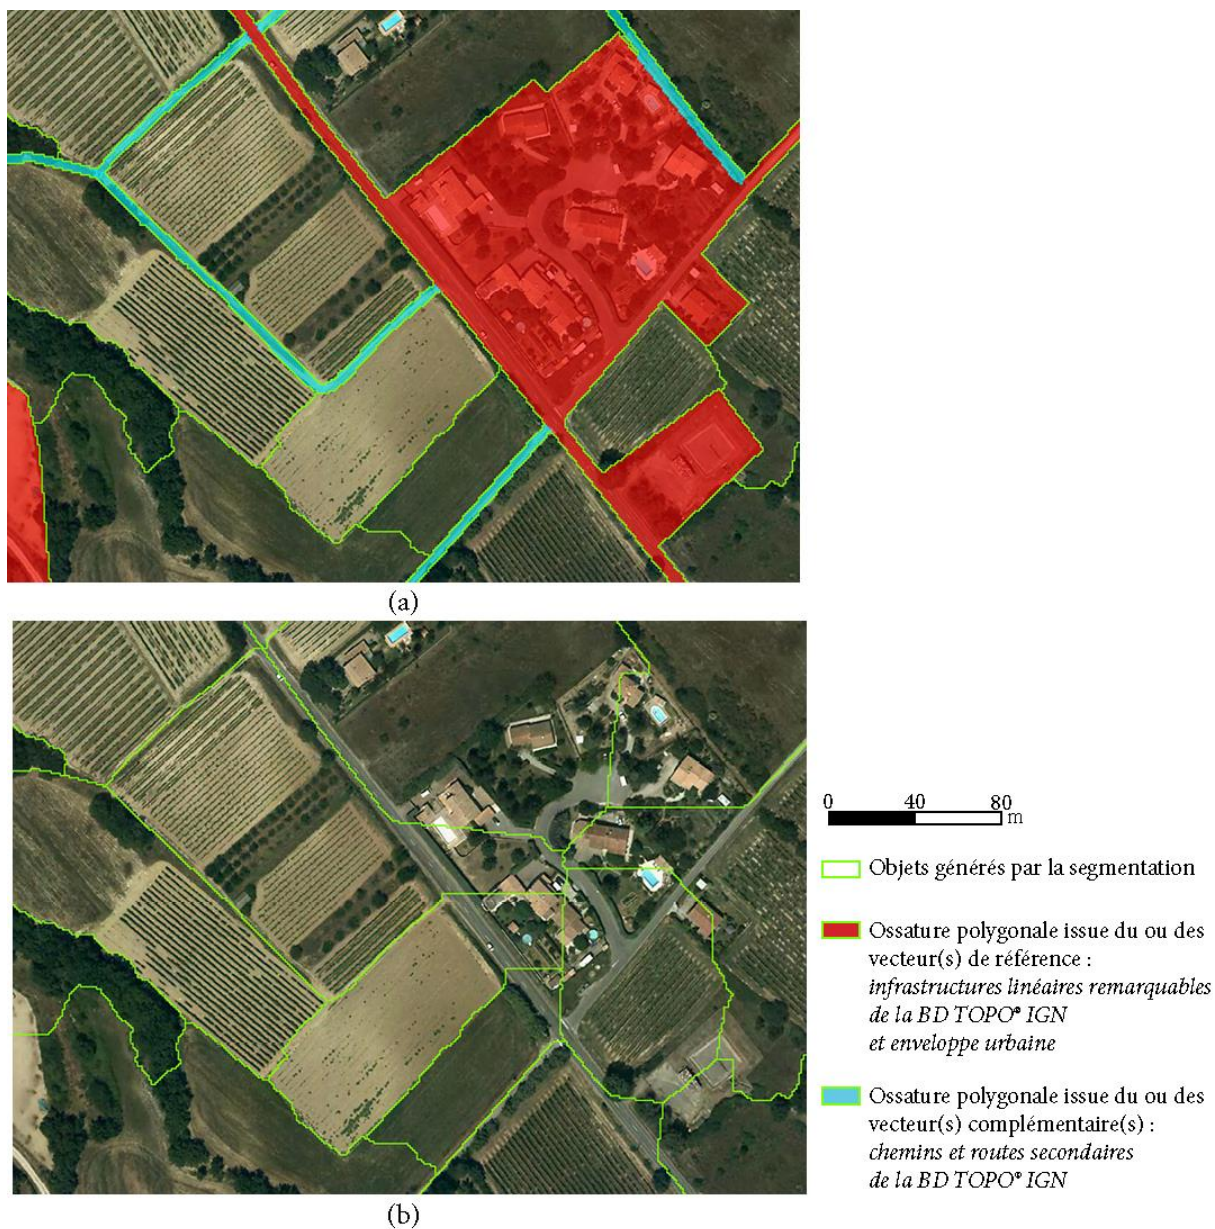 (a)
0 40 80
m
Objets générés par la segmentation
Ossature polygonale issue du ou des
vecteur(s) de référence :
infrastructures linéaires remarquables
de la BD TOPO® IGN
et enveloppe urbaine
Ossature polygonale issue du ou des
vecteur(s) complémentaire(s) :
chemins et routes secondaires
de la BD TOPO® IGN
(b)